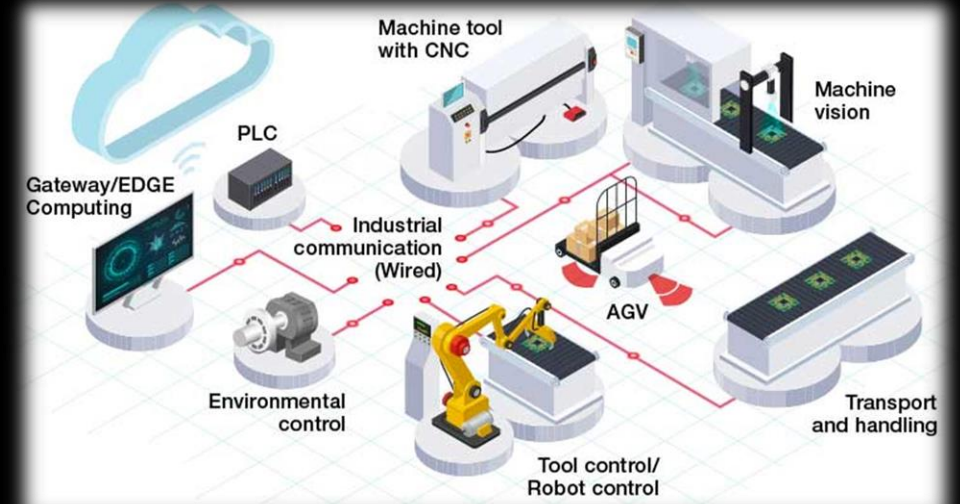 Machine tool
with CNC
Machine
vision
PLC
Gateway/EDGE
Computing
Industrial
communication
(Wired)
AGV
Environmental
control
Transport
and handling
Tool control/
Robot control